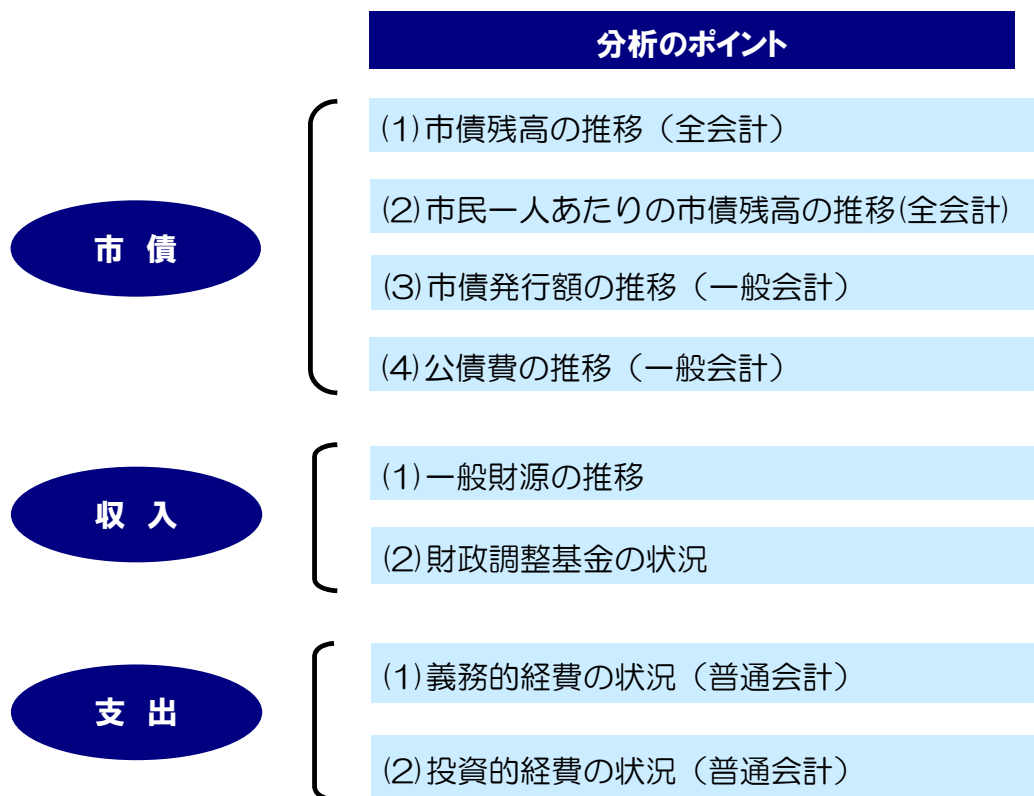 分析のポイント
市 債
(1)市債残高の推移（全会計）
(2)市民一人あたりの市債残高の推移(全会計)
(3)市債発行額の推移（一般会計）
(4)公債費の推移（一般会計）
収 入
(1)一般財源の推移
(2)財政調整基金の状況
支 出
(1)義務的経費の状況（普通会計）
(2)投資的経費の状況（普通会計）